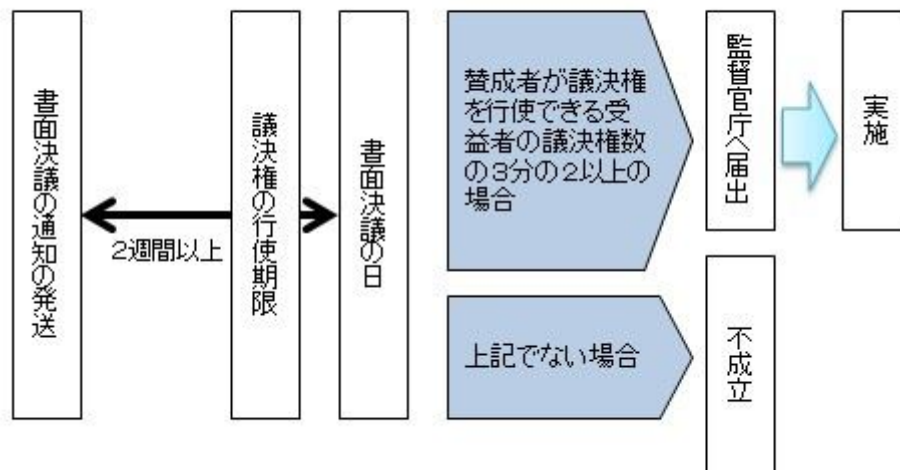 書面決議の通知の発送
2週間以上
議決権の行使期限
書面決議の日
賛成者が議決権
を行使できる受
益者の議決権数
の3分の2以上の
場合
監督官庁へ届出
実施
上記でない場合
不成立